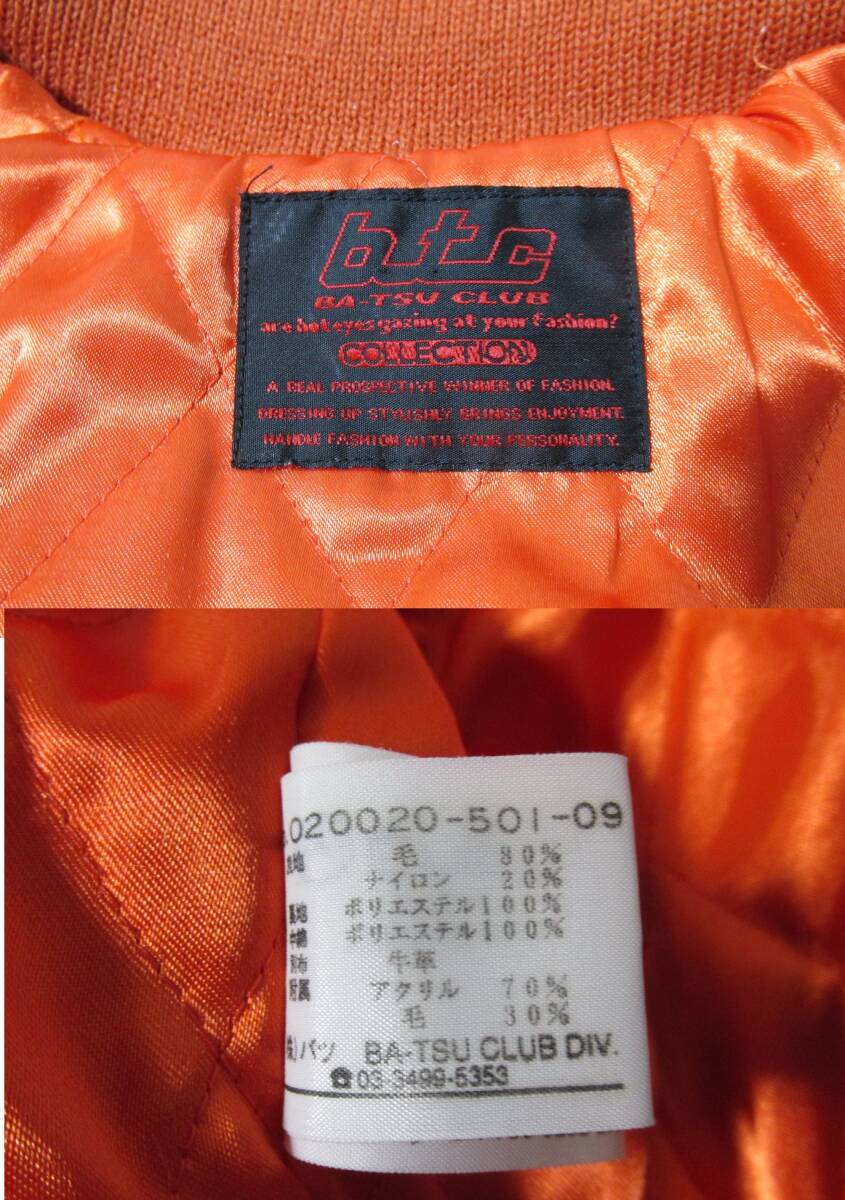 btc
BA-TSU CLUB
are hot eyes gazing at your fashion?
COLLECTION
A REAL PROSPECTIVE WINNER OF FASHION.
DRESSING UP STYLISHLY BRINGS ENJOYMENT.
HANDLE FASHION WITH YOUR PERSONALITY.
020020-501-09
表地 毛 80%
ナイロン 20%
裏地 ポリエステル100%
中綿 ポリエステル100%
別布 牛革
附属 アクリル 70%
毛 30%
株)バツ BA-TSU CLUB DIV.
☎03-3499-5353